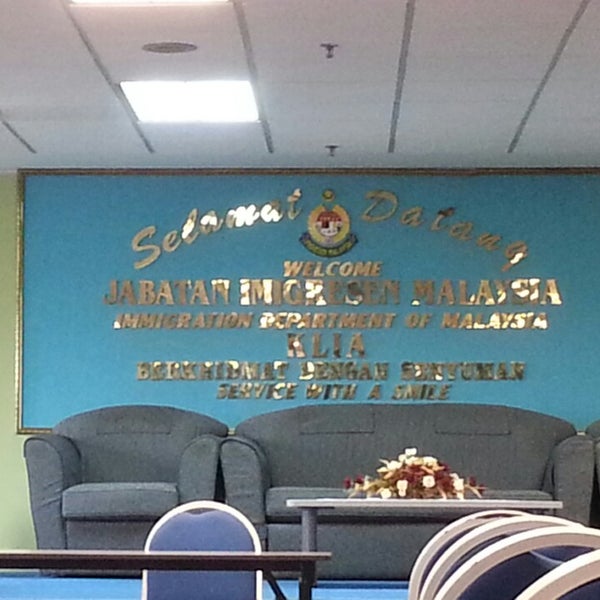 Selamat Datang
WELCOME
JABATAN IMIGRESEN MALAYSIA
IMMIGRATION DEPARTMENT OF MALAYSIA
KLIA
BERKHIDMAT DENGAN SENYUMAN
SERVICE WITH A SMILE